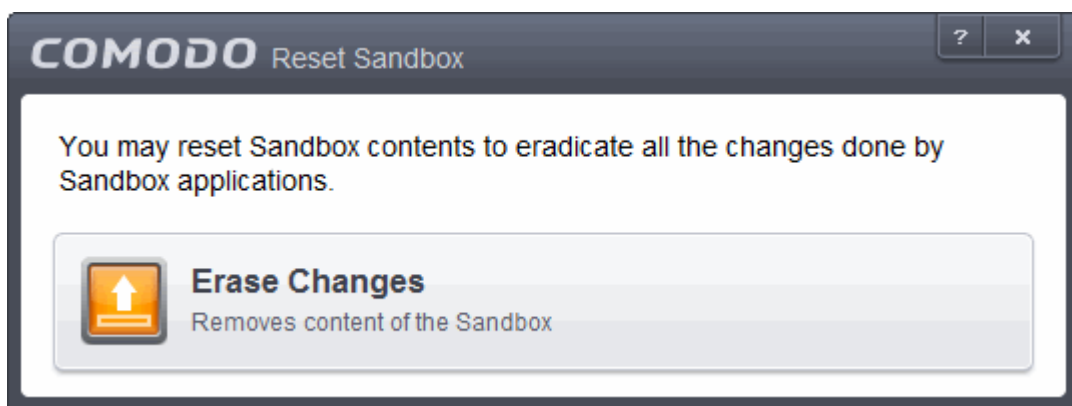 COMODO Reset Sandbox ? x
You may reset Sandbox contents to eradicate all the changes done by
Sandbox applications.
Erase Changes
Removes content of the Sandbox